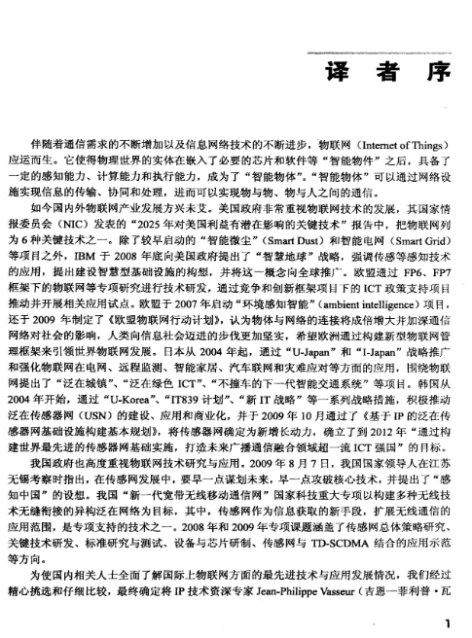 译 者 序
伴随着通信需求的不断增加以及信息网络技术的不断进步，物联网（Internet of Things）
应运而生。它使得物理世界的实体在嵌入了必要的芯片和软件等“智能物件”之后，具备了
一定的感知能力、计算能力和执行能力，成为了“智能物体”。“智能物体”可以通过网络设
施实现信息的传输、协同和处理，进而可以实现物与物、物与人之间的通信。
如今国内外物联网产业发展方兴未艾。美国政府非常重视物联网技术的发展，其国家情
报委员会（NIC）发表的“2025 年对美国利益有潜在影响的关键技术”报告中，把物联网列
为 6 种关键技术之一。除了较早启动的“智能微尘”（Smart Dust）和智能电网（Smart Grid）
等项目之外，IBM 于 2008 年底向美国政府提出了“智慧地球”战略，强调传感等感知技术
的应用，提出建设智慧型基础设施的构想，并将这一概念向全球推广。欧盟通过 FP6、FP7
框架下的物联网等专项研究进行技术研发，通过竞争和创新框架项目下的 ICT 政策支持项目
推动并开展相关应用试点。欧盟于 2007 年启动“环境感知智能”（ambient intelligence）项目，
还于 2009 年制定了《欧盟物联网行动计划》，认为物体与网络的连接将成倍增大并加深通信
网络对社会的影响，人类向信息社会迈进的步伐更加坚实，希望欧洲通过构建新型物联网管
理框架来引领世界物联网发展。日本从 2004 年起，通过“U-Japan”和“I-Japan”战略推广
和强化物联网在电网、远程监测、智能家居、汽车联网和灾难应对等方面的应用，围绕物联
网提出了“泛在城镇”、“泛在绿色 ICT”、“不撞车的下一代智能交通系统”等项目。韩国从
2004 年开始，通过“U-Korea”、“IT839 计划”、“新 IT 战略”等一系列战略措施，积极推动
泛在传感器网（USN）的建设、应用和商业化，并于 2009 年 10 月通过了《基于 IP 的泛在传
感器网基础设施构建基本规划》，将传感器网确定为新增长动力，确立了到 2012 年“通过构
建世界最先进的传感器网基础实施，打造未来广播通信融合领域超一流 ICT 强国”的目标。
我国政府也高度重视物联网技术研究与应用。2009 年 8 月 7 日，我国国家领导人在江苏
无锡考察时指出，在传感网发展中，要早一点谋划未来，早一点攻破核心技术，并提出了“感
知中国”的设想。我国“新一代宽带无线移动通信网”国家科技重大专项以构建多种无线技
术无缝衔接的异构泛在网络为目标，其中，传感网作为信息获取的新手段，扩展无线通信的
应用范围，是专项支持的技术之一。2008 年和 2009 年专项课题涵盖了传感网总体策略研究、
关键技术研发、标准研究与测试、设备与芯片研制、传感网与 TD-SCDMA 结合的应用示范
等方向。
为使国内相关人士全面了解国际上物联网方面的最先进技术与应用发展情况，我们经过
精心挑选和仔细比较，最终确定将 IP 技术资深专家 Jean-Philippe Vasseur（吉恩—菲利普·瓦
1